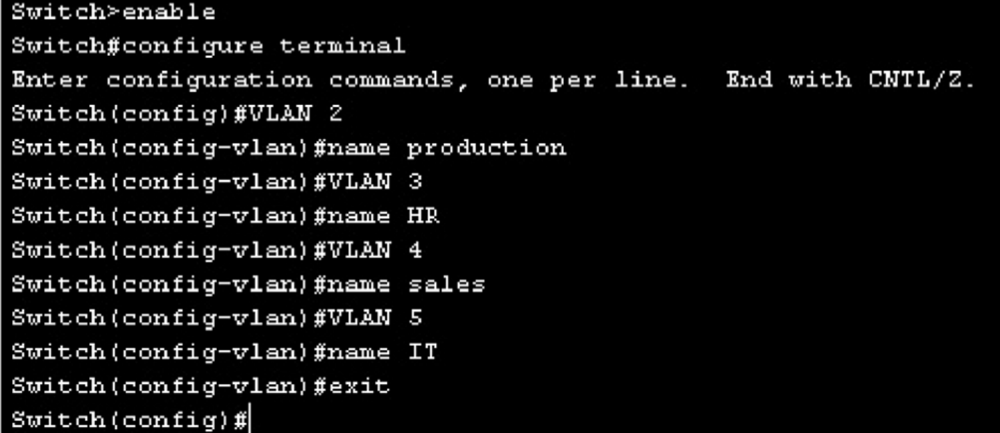 Switch>enable
Switch#configure terminal
Enter configuration commands, one per line.  End with CNTL/Z.
Switch(config)#VLAN 2
Switch(config-vlan)#name production
Switch(config-vlan)#VLAN 3
Switch(config-vlan)#name HR
Switch(config-vlan)#VLAN 4
Switch(config-vlan)#name sales
Switch(config-vlan)#VLAN 5
Switch(config-vlan)#name IT
Switch(config-vlan)#exit
Switch(config)#